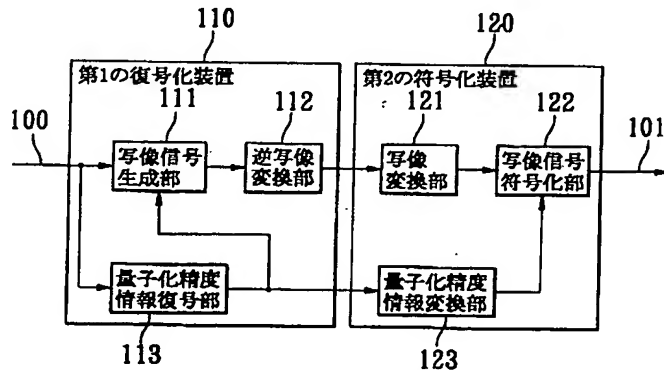 110
120
第1の復号化装置
第2の符号化装置
111
112
121
122
100
101
写像信号
生成部
逆写像
変換部
写像
変換部
写像信号
符号化部
量子化精度
情報復号部
量子化精度
情報変換部
113
123